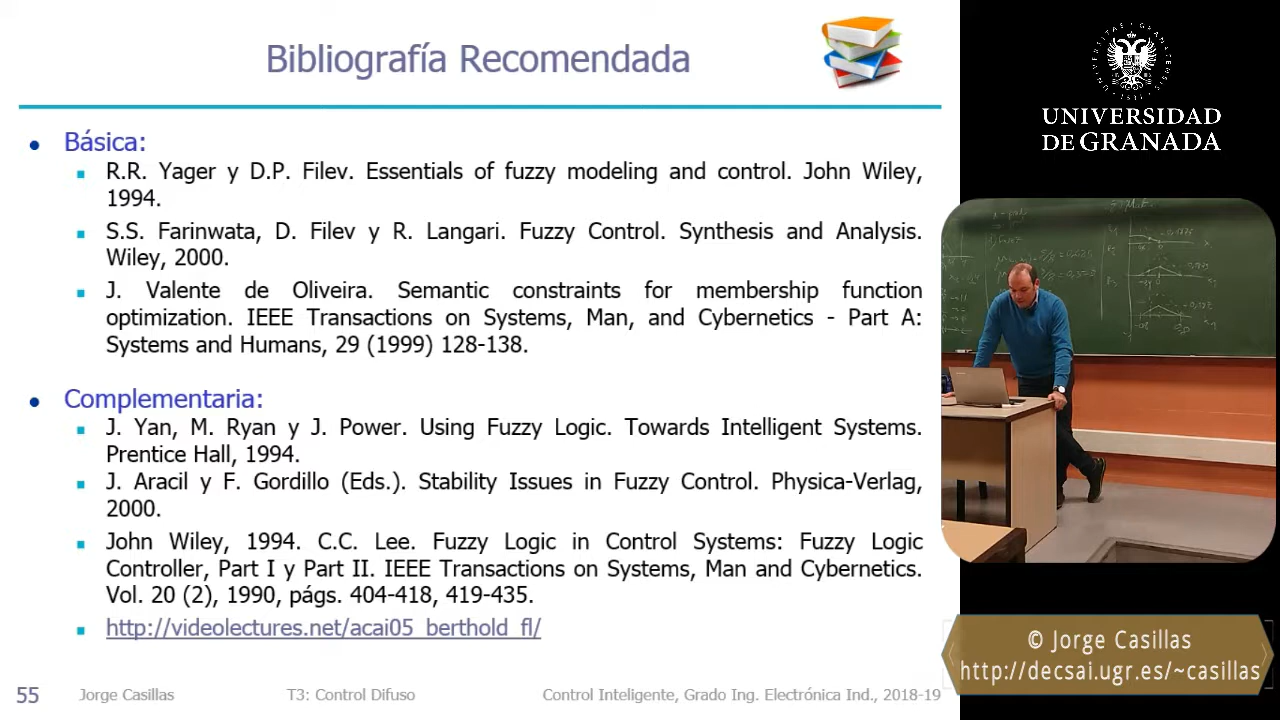 Bibliografía Recomendada
Básica:
R.R. Yager y D.P. Filev. Essentials of fuzzy modeling and control. John Wiley,
1994.
S.S. Farinwata, D. Filev y R. Langari. Fuzzy Control. Synthesis and Analysis.
Wiley, 2000.
J. Valente de Oliveira. Semantic constraints for membership function
optimization. IEEE Transactions on Systems, Man, and Cybernetics - Part A:
Systems and Humans, 29 (1999) 128-138.
Complementaria:
J. Yan, M. Ryan y J. Power. Using Fuzzy Logic. Towards Intelligent Systems.
Prentice Hall, 1994.
J. Aracil y F. Gordillo (Eds.). Stability Issues in Fuzzy Control. Physica-Verlag,
2000.
John Wiley, 1994. C.C. Lee. Fuzzy Logic in Control Systems: Fuzzy Logic
Controller, Part I y Part II. IEEE Transactions on Systems, Man and Cybernetics.
Vol. 20 (2), 1990, págs. 404-418, 419-435.
http://videolectures.net/acai05_berthold_fl/
55 Jorge Casillas T3: Control Difuso Control Inteligente, Grado Ing. Electrónica Ind., 2018-19
UNIVERSIDAD
DE GRANADA
© Jorge Casillas
http://decsai.ugr.es/~casillas